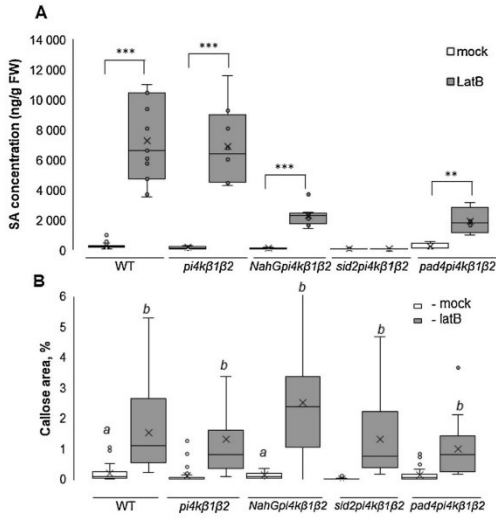 A
SA concentration (ng/g FW)
14 000
12 000
10 000
8 000
6 000
4 000
2 000
0
***
***
***
**
mock
LatB
WT
pi4kβ1β2
NahGpi4kβ1β2
sid2pi4kβ1β2
pad4pi4kβ1β2
B
Callose area, %
6
5
4
3
2
1
0
- mock
- latB
a
b
b
a
b
b
b
WT
pi4kβ1β2
NahGpi4kβ1β2
sid2pi4kβ1β2
pad4pi4kβ1β2